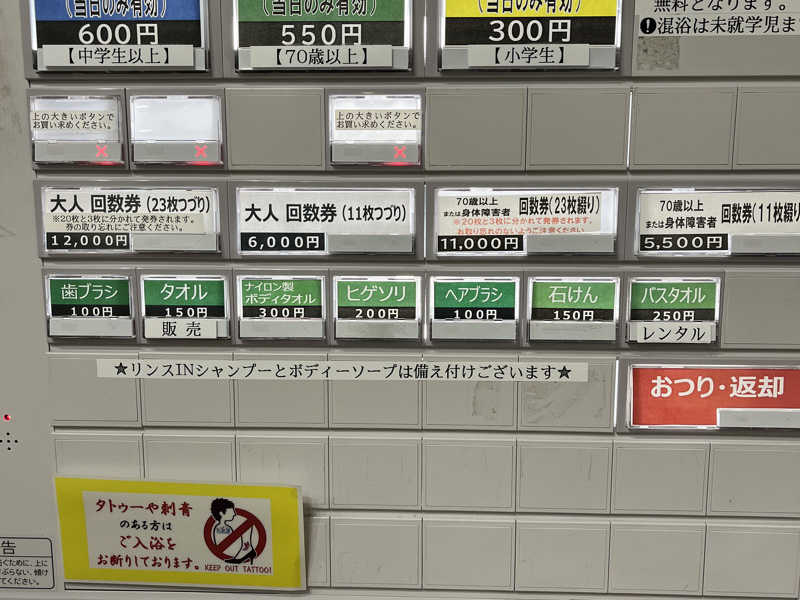 (当日のみ有効)
600円
【中学生以上】
(当日のみ有効)
550円
【70歳以上】
(当日のみ有効)
300円
【小学生】
無料となります。
❶混浴は未就学児ま
上の大きいボタンで
お買い求めください。
上の大きいボタンで
お買い求めください。
大人 回数券(23枚つづり)
※20枚と3枚に分かれて発券されます。
券の取り忘れにご注意ください。
12,000円
大人 回数券(11枚つづり)
6,000円
70歳以上
または身体障害者
回数券(23枚綴り)
※20枚と3枚に分かれて発券されます。
お取り忘れのないようご注意ください
11,000円
70歳以上
または身体障害者
回数券(11枚綴
5,500円
歯ブラシ
100円
タオル
150円
販売
ナイロン製
ボディタオル
300円
ヒゲソリ
200円
ヘアブラシ
100円
石けん
150円
バスタオル
250円
レンタル
★リンスINシャンプーとボディーソープは備え付けございます★
おつり・返却
タトゥーや刺青
のある方は
ご入浴を
お断りしております。
KEEP OUT TATTOO!
告
ぐために、上に
ぶらない、傾け
てください。